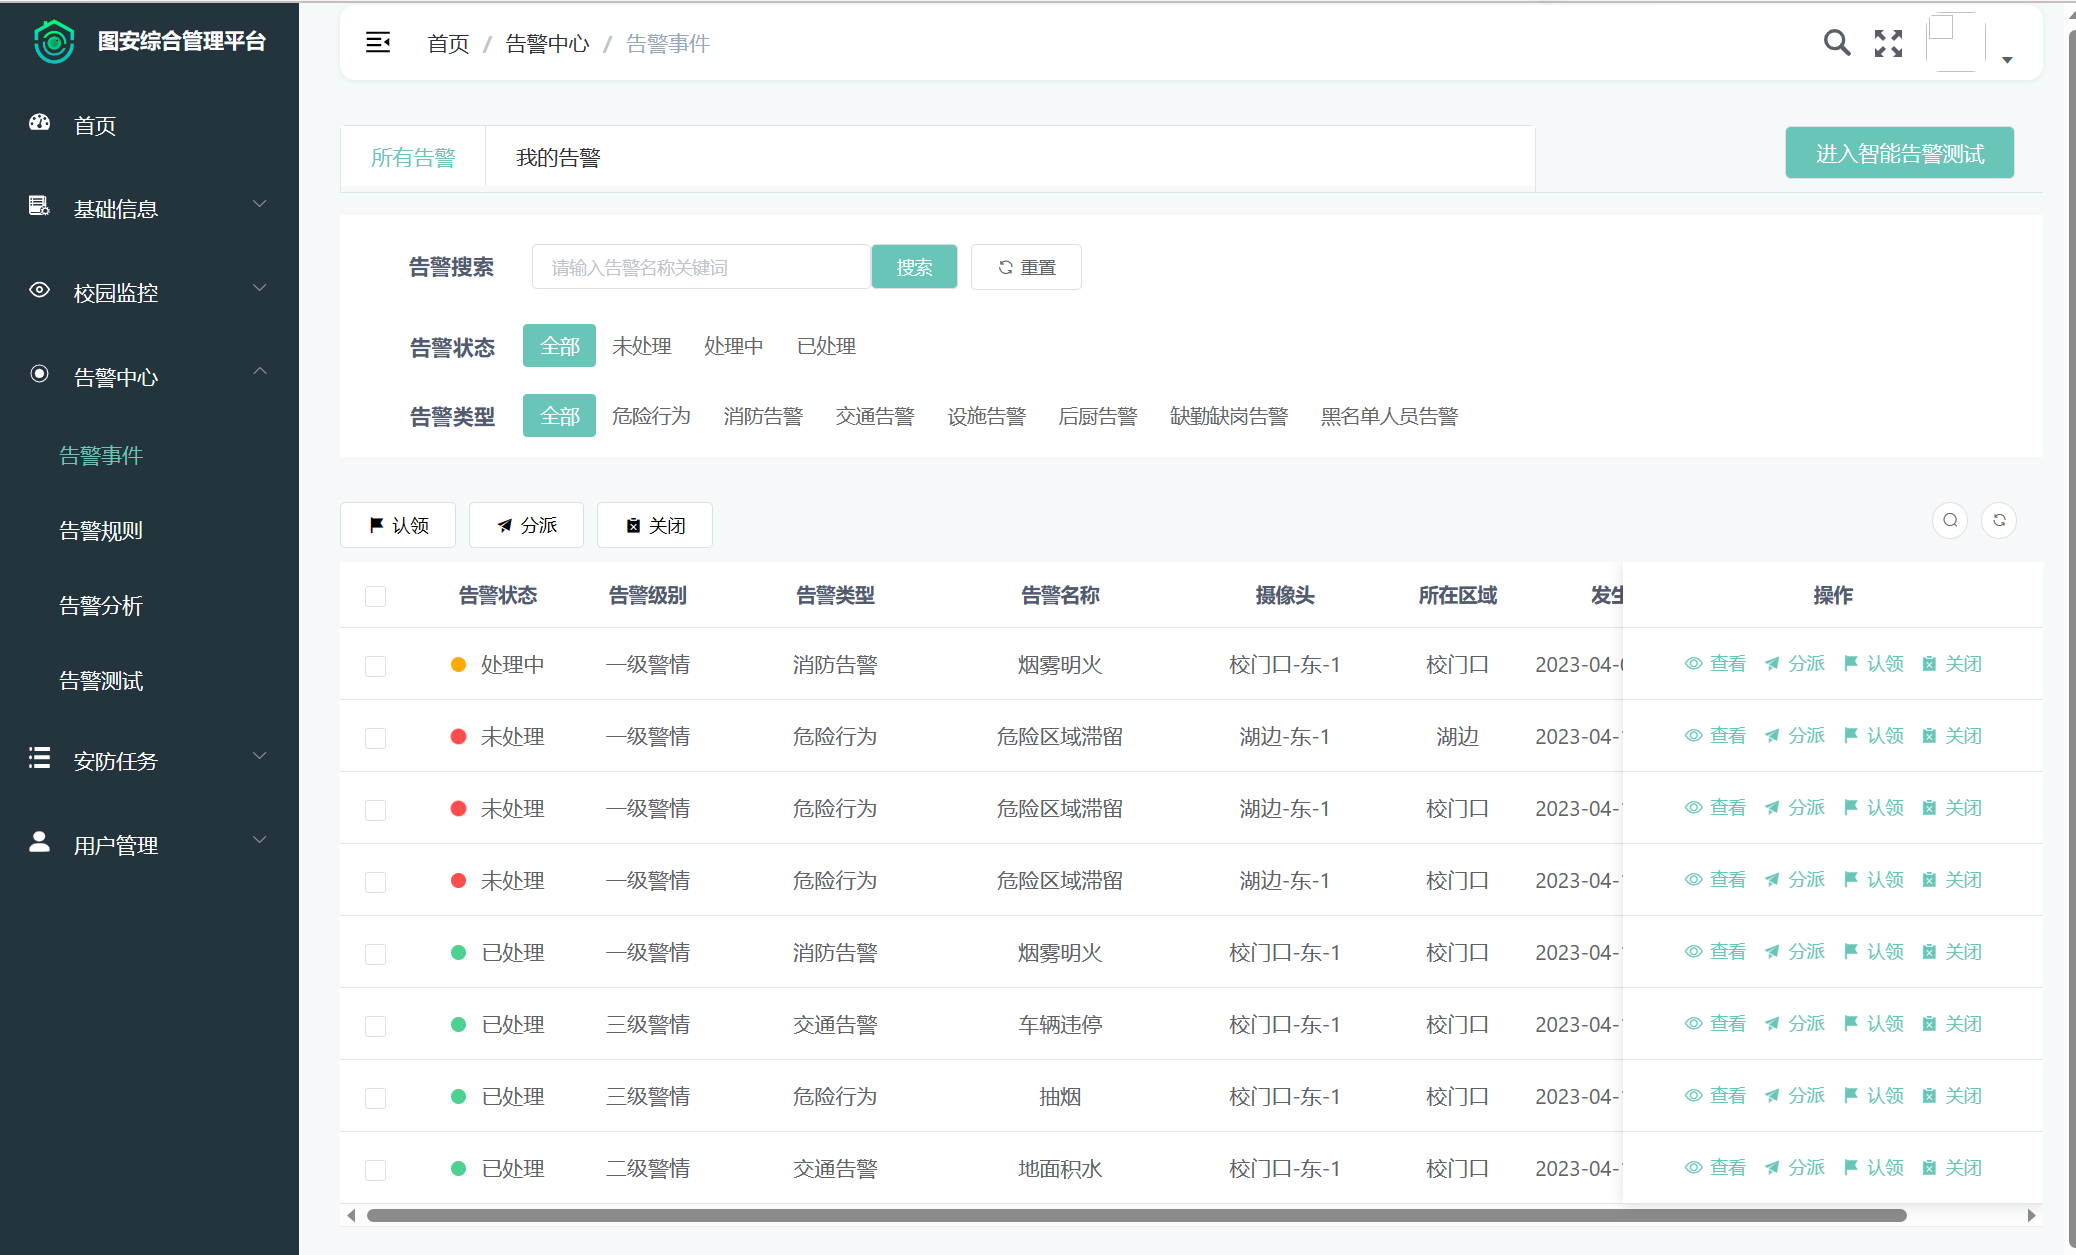 图安综合管理平台
首页
基础信息
校园监控
告警中心
告警事件
告警规则
告警分析
告警测试
安防任务
用户管理
首页 / 告警中心 / 告警事件
所有告警 我的告警
进入智能告警测试
告警搜索 请输入告警名称关键词 搜索 重置
告警状态 全部 未处理 处理中 已处理
告警类型 全部 危险行为 消防告警 交通告警 设施告警 后厨告警 缺勤缺岗告警 黑名单人员告警
认领 分派 关闭
告警状态 告警级别 告警类型 告警名称 摄像头 所在区域 发生 操作
处理中 一级警情 消防告警 烟雾明火 校门口-东-1 校门口 2023-04- 查看 分派 认领 关闭
未处理 一级警情 危险行为 危险区域滞留 湖边-东-1 湖边 2023-04- 查看 分派 认领 关闭
未处理 一级警情 危险行为 危险区域滞留 湖边-东-1 校门口 2023-04- 查看 分派 认领 关闭
未处理 一级警情 危险行为 危险区域滞留 湖边-东-1 校门口 2023-04- 查看 分派 认领 关闭
已处理 一级警情 消防告警 烟雾明火 校门口-东-1 校门口 2023-04- 查看 分派 认领 关闭
已处理 三级警情 交通告警 车辆违停 校门口-东-1 校门口 2023-04- 查看 分派 认领 关闭
已处理 三级警情 危险行为 抽烟 校门口-东-1 校门口 2023-04- 查看 分派 认领 关闭
已处理 二级警情 交通告警 地面积水 校门口-东-1 校门口 2023-04- 查看 分派 认领 关闭